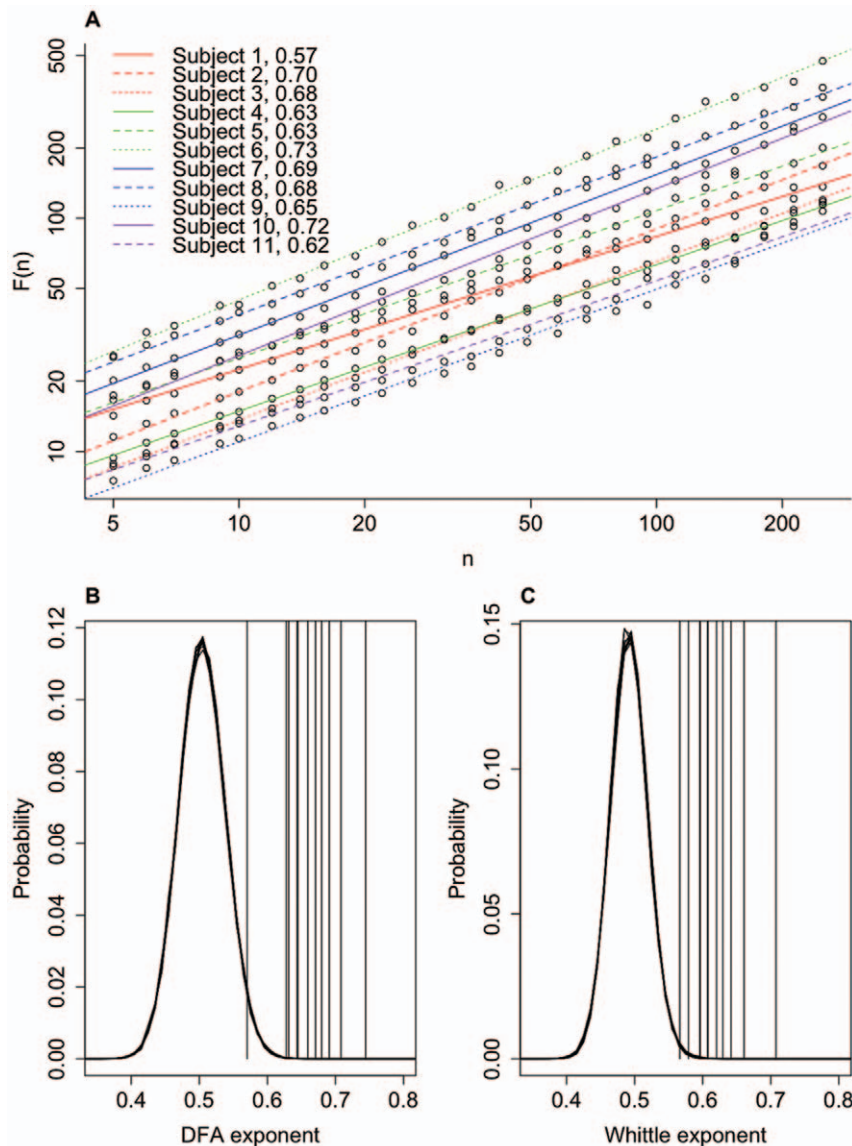 A
Subject 1, 0.57
Subject 2, 0.70
Subject 3, 0.68
Subject 4, 0.63
Subject 5, 0.63
Subject 6, 0.73
Subject 7, 0.69
Subject 8, 0.68
Subject 9, 0.65
Subject 10, 0.72
Subject 11, 0.62
500
200
100
50
20
10
F(n)
5 10 20 50 100 200
n
B
0.12
0.10
0.08
0.06
0.04
0.02
0.00
Probability
0.4 0.5 0.6 0.7 0.8
DFA exponent
C
0.15
0.10
0.05
0.00
Probability
0.4 0.5 0.6 0.7 0.8
Whittle exponent